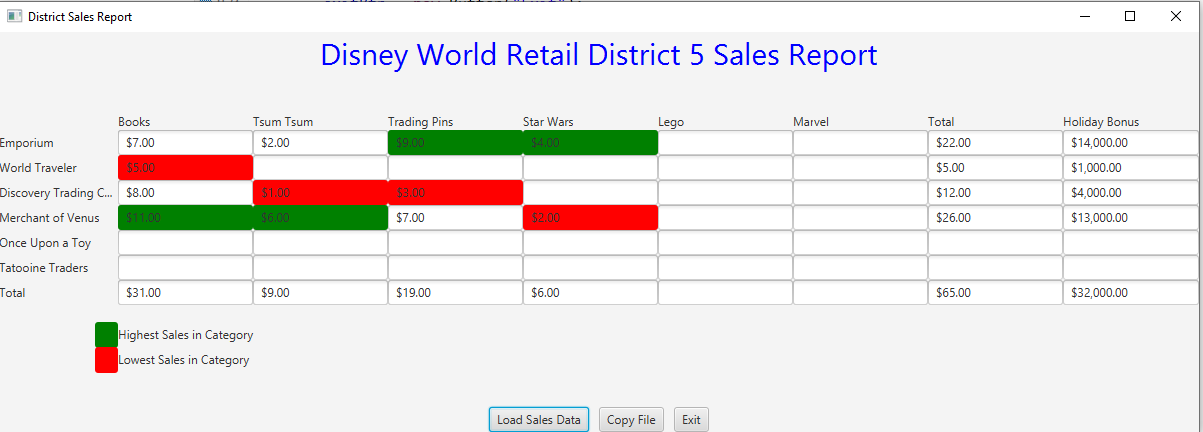 District Sales Report
Disney World Retail District 5 Sales Report
Books Tsum Tsum Trading Pins Star Wars Lego Marvel Total Holiday Bonus
Emporium $7.00 $2.00 $9.00 $4.00 $22.00 $14,000.00
World Traveler $5.00 $5.00 $1,000.00
Discovery Trading C... $8.00 $1.00 $3.00 $12.00 $4,000.00
Merchant of Venus $11.00 $6.00 $7.00 $2.00 $26.00 $13,000.00
Once Upon a Toy
Tatooine Traders
Total $31.00 $9.00 $19.00 $6.00 $65.00 $32,000.00
Highest Sales in Category
Lowest Sales in Category
Load Sales Data Copy File Exit